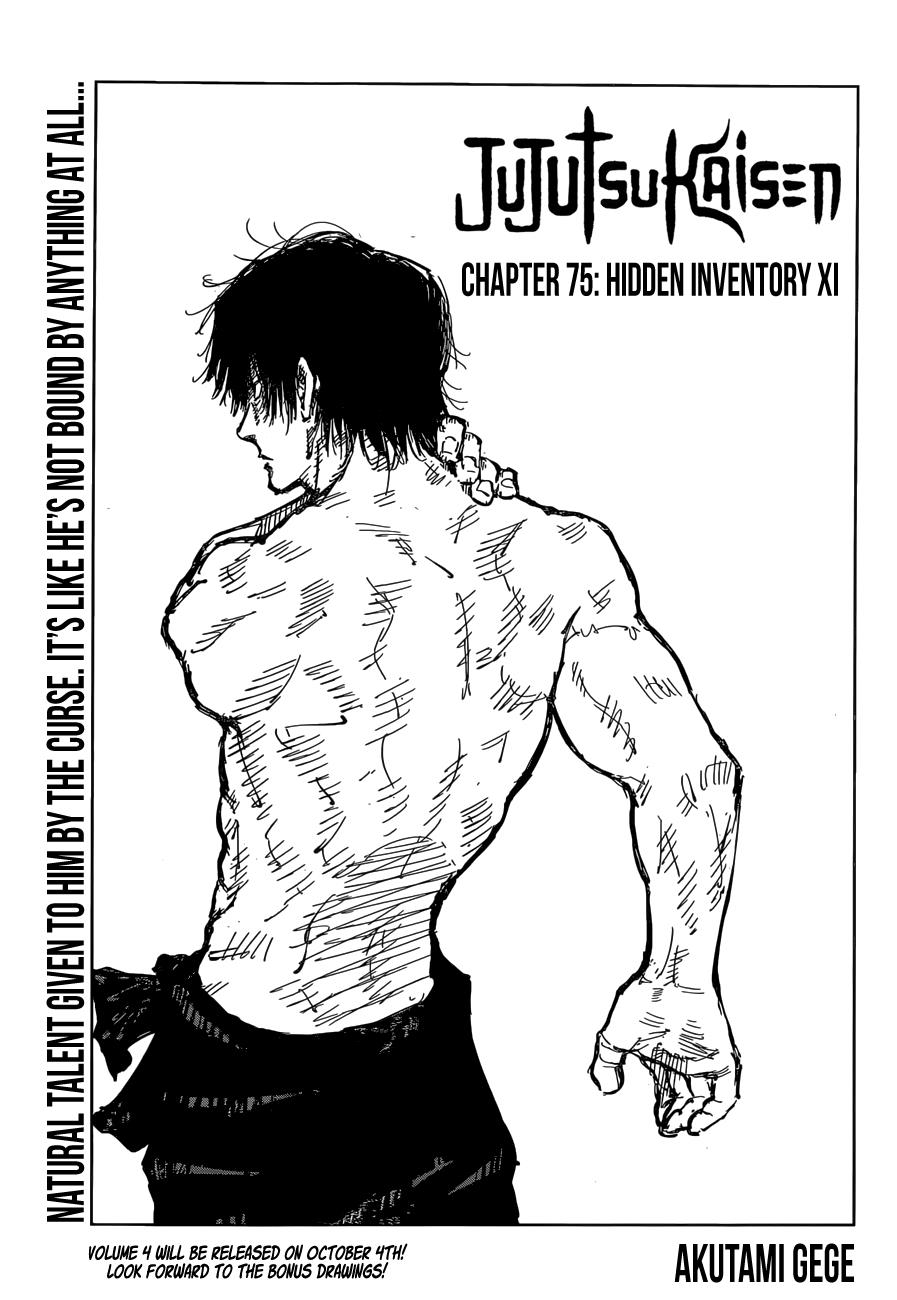 NATURAL TALENT GIVEN TO HIM BY THE CURSE. IT'S LIKE HE'S NOT BOUND BY ANYTHING AT ALL...
JUJUTSU KAISEN
CHAPTER 75: HIDDEN INVENTORY XI
VOLUME 4 WILL BE RELEASED ON OCTOBER 4TH!
LOOK FORWARD TO THE BONUS DRAWINGS!
AKUTAMI GEGE